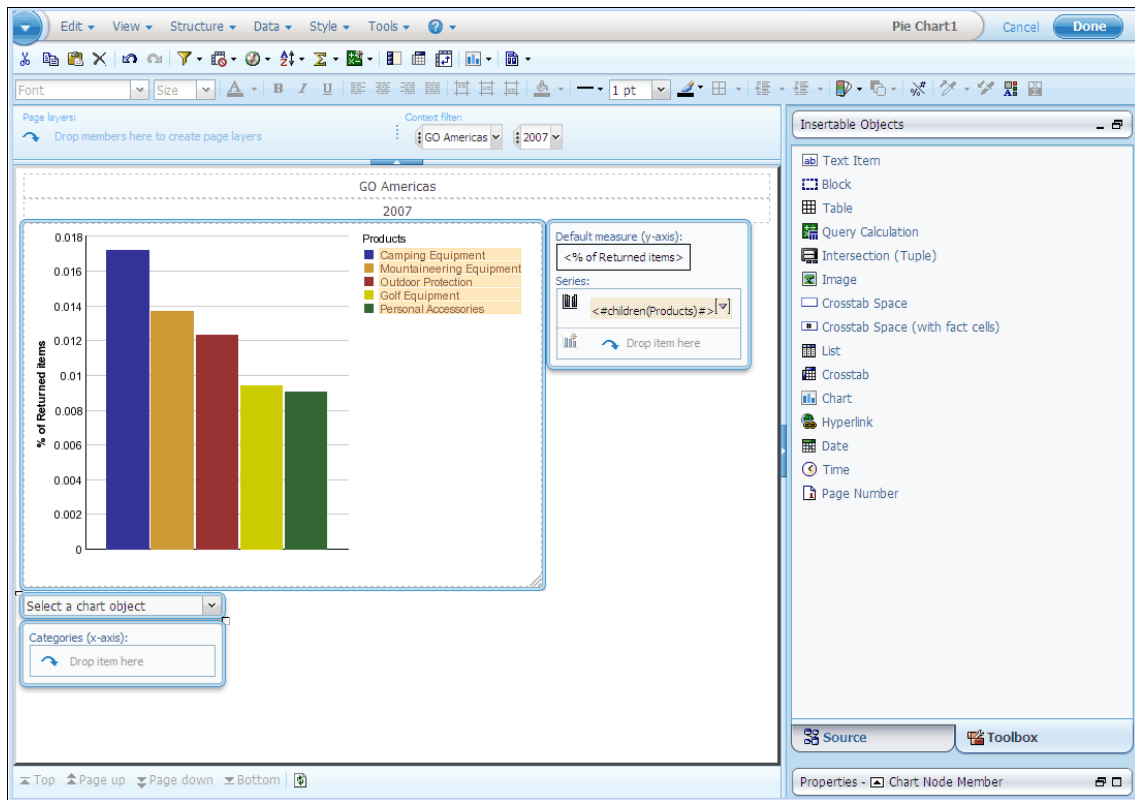 Edit View Structure Data Style Tools ? Pie Chart1 Cancel Done
Font Size A B I U 1 pt
Page layers:
Drop members here to create page layers
Context filter:
GO Americas 2007
GO Americas
2007
0.018
0.016
0.014
0.012
0.01
0.008
0.006
0.004
0.002
0
% of Returned items
Products
Camping Equipment
Mountaineering Equipment
Outdoor Protection
Golf Equipment
Personal Accessories
Default measure (y-axis):
<% of Returned items>
Series:
<#children(Products)#>
Drop item here
Select a chart object
Categories (x-axis):
Drop item here
Insertable Objects
ab Text Item
Block
Table
Query Calculation
Intersection (Tuple)
Image
Crosstab Space
Crosstab Space (with fact cells)
List
Crosstab
Chart
Hyperlink
Date
Time
Page Number
Source Toolbox
Top Page up Page down Bottom
Properties - Chart Node Member